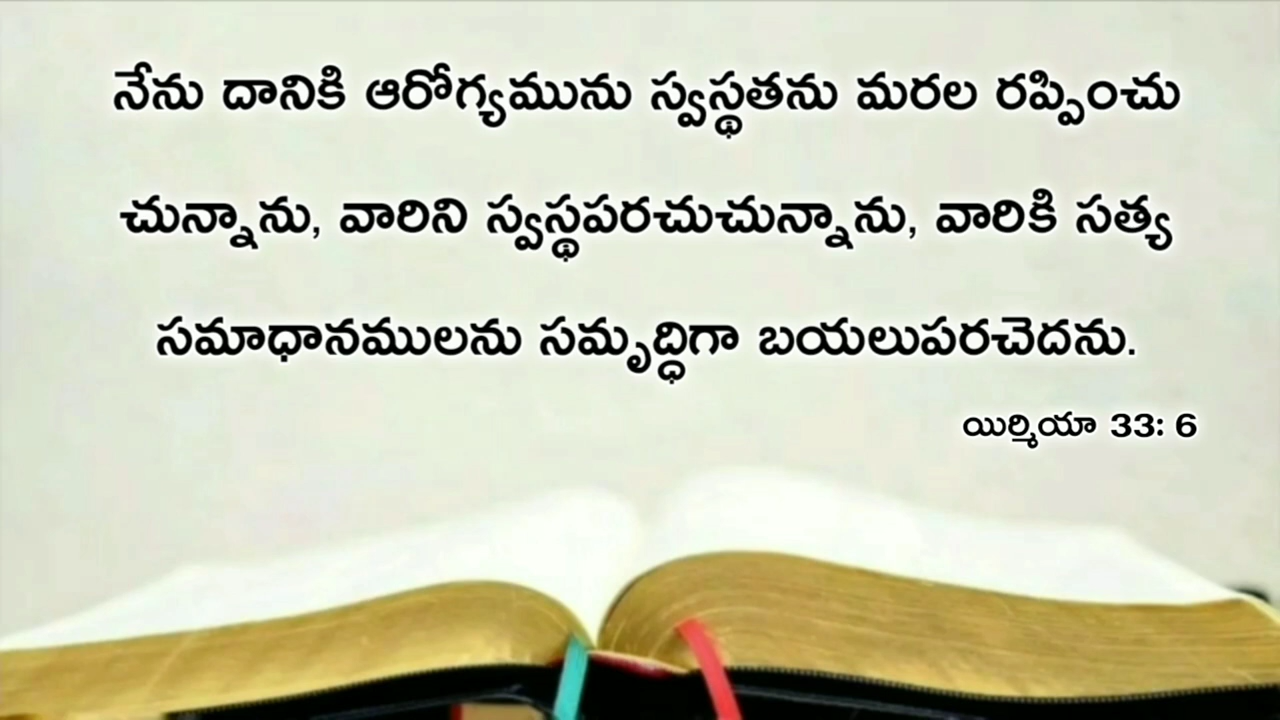 నేను దానికి ఆరోగ్యమును స్వస్థతను మరల రప్పించు
చున్నాను, వారిని స్వస్థపరచుచున్నాను, వారికి సత్య
సమాధానములను సమృద్ధిగా బయలుపరచెదను.
యిర్మియా 33: 6